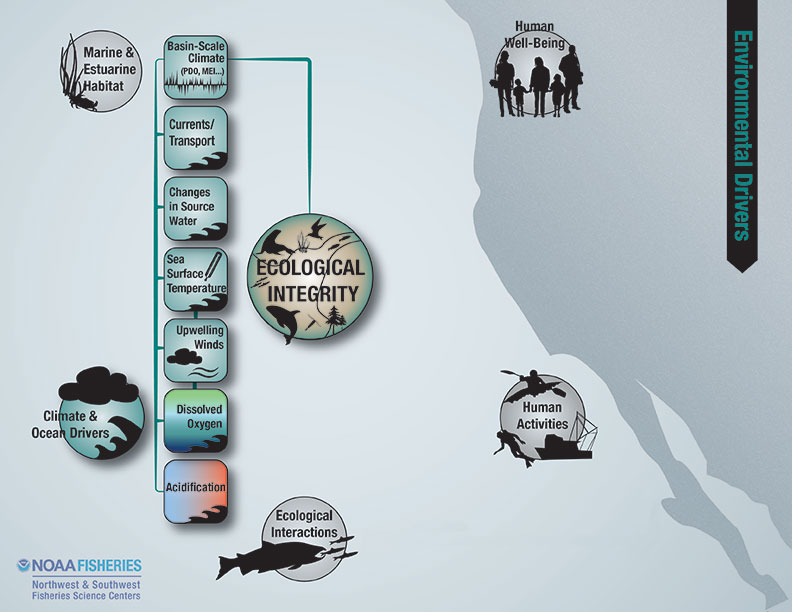 Marine &
Estuarine
Habitat
Basin-Scale
Climate
(PDO, MEI...)
Currents/
Transport
Changes
in Source
Water
Sea
Surface
Temperature
Upwelling
Winds
Dissolved
Oxygen
Acidification
Climate &
Ocean Drivers
ECOLOGICAL
INTEGRITY
Human
Well-Being
Environmental Drivers
Human
Activities
Ecological
Interactions
NOAA FISHERIES
Northwest & Southwest
Fisheries Science Centers